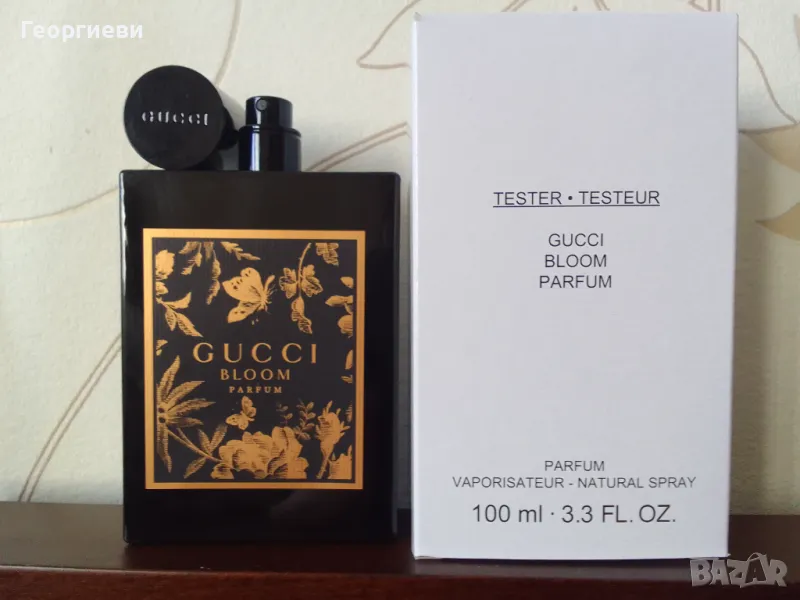 Георгиеви
GUCCI
GUCCI
BLOOM
PARFUM
TESTER • TESTEUR
GUCCI
BLOOM
PARFUM
PARFUM
VAPORISATEUR - NATURAL SPRAY
100 ml · 3.3 FL. OZ.
BAZAR